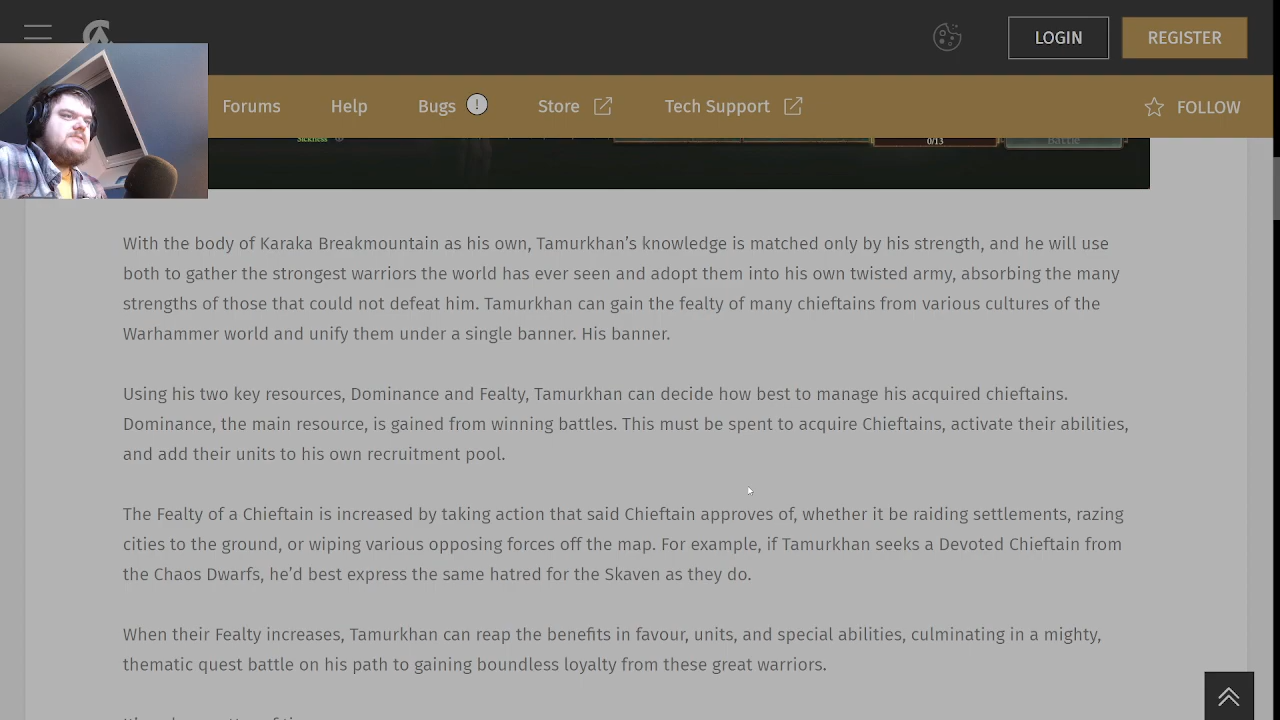 LOGIN
REGISTER
Forums
Help
Bugs
!
Store
Tech Support
FOLLOW
Sickness
0/13
Battle
With the body of Karaka Breakmountain as his own, Tamurkhan’s knowledge is matched only by his strength, and he will use
both to gather the strongest warriors the world has ever seen and adopt them into his own twisted army, absorbing the many
strengths of those that could not defeat him. Tamurkhan can gain the fealty of many chieftains from various cultures of the
Warhammer world and unify them under a single banner. His banner.
Using his two key resources, Dominance and Fealty, Tamurkhan can decide how best to manage his acquired chieftains.
Dominance, the main resource, is gained from winning battles. This must be spent to acquire Chieftains, activate their abilities,
and add their units to his own recruitment pool.
The Fealty of a Chieftain is increased by taking action that said Chieftain approves of, whether it be raiding settlements, razing
cities to the ground, or wiping various opposing forces off the map. For example, if Tamurkhan seeks a Devoted Chieftain from
the Chaos Dwarfs, he’d best express the same hatred for the Skaven as they do.
When their Fealty increases, Tamurkhan can reap the benefits in favour, units, and special abilities, culminating in a mighty,
thematic quest battle on his path to gaining boundless loyalty from these great warriors.